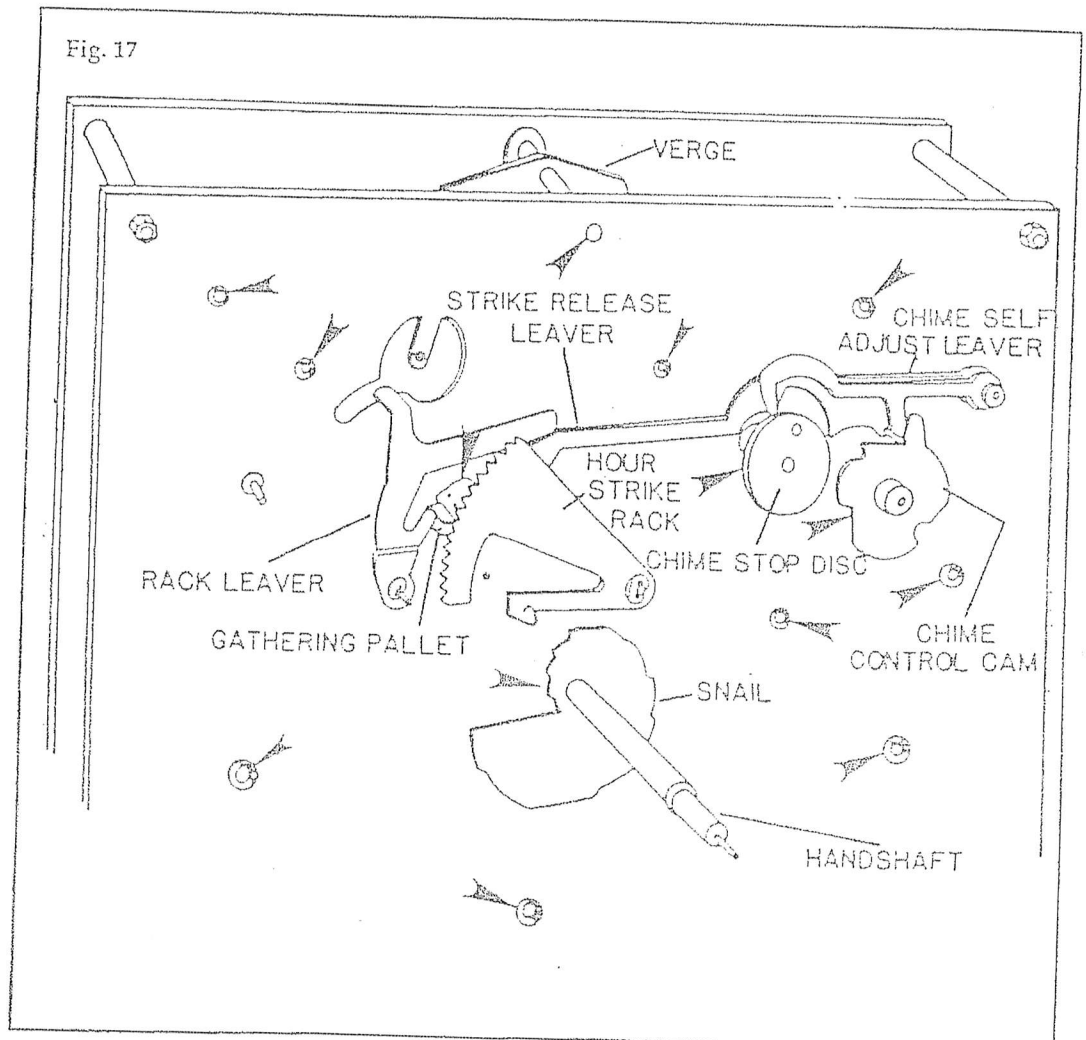 Fig. 17
VERGE
STRIKE RELEASE
LEAVER
CHIME SELF
ADJUST LEAVER
HOUR
STRIKE
RACK
CHIME STOP DISC
RACK LEAVER
GATHERING PALLET
CHIME
CONTROL CAM
SNAIL
HANDSHAFT